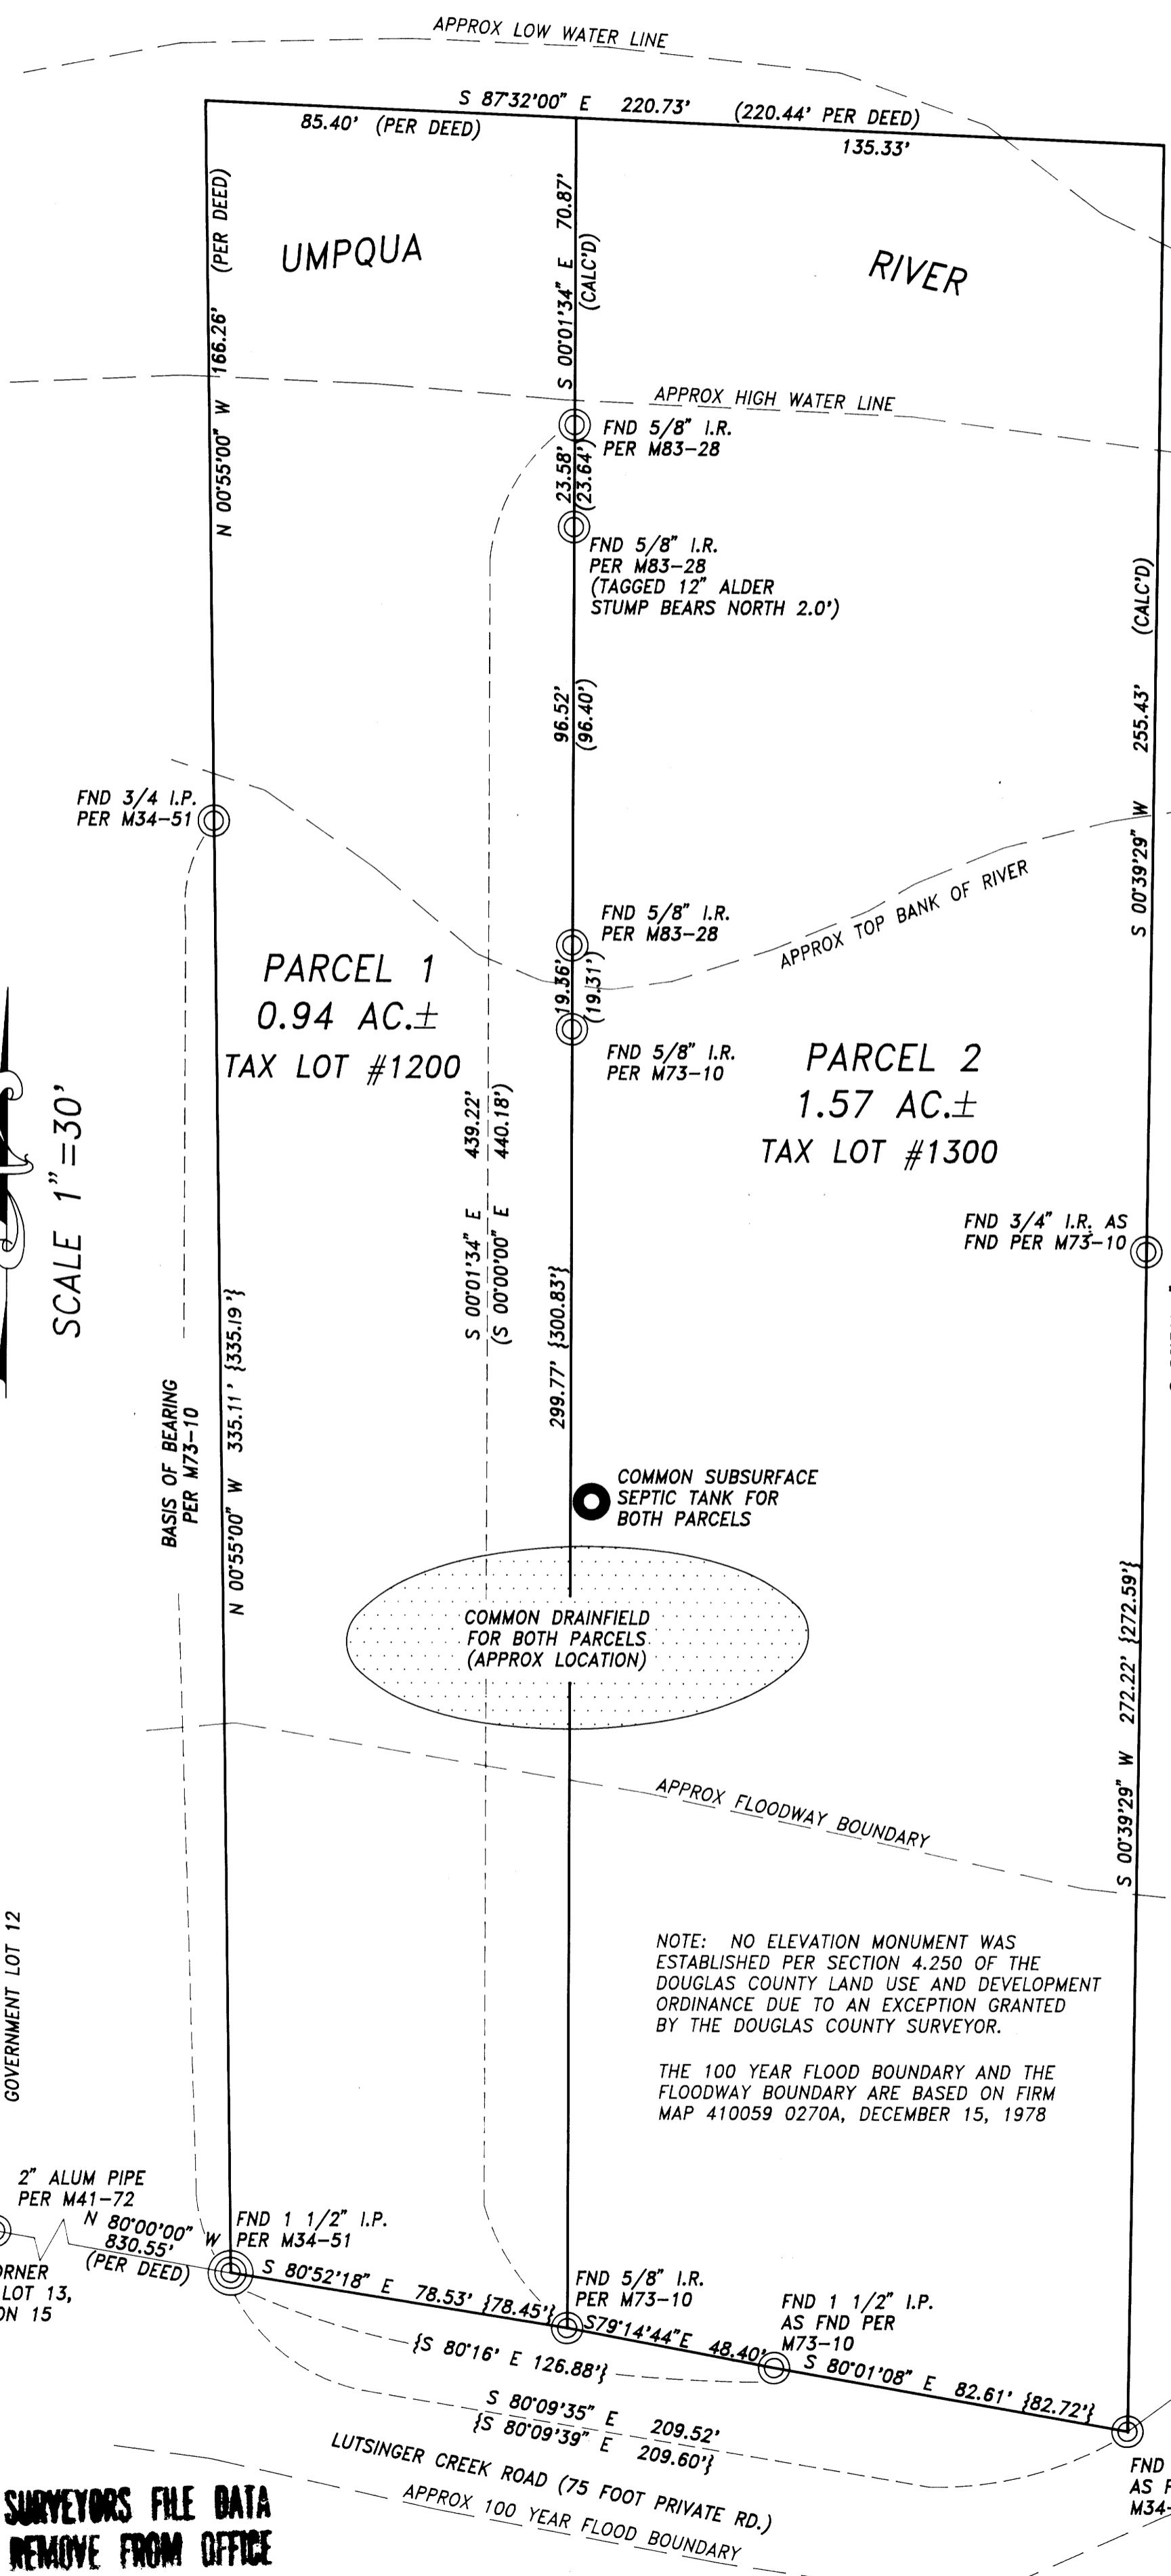 APPROX LOW WATER LINE
S 87°32'00" E 220.73' (220.44' PER DEED)
85.40' (PER DEED)
135.33'
N 00°55'00" W 166.26' (PER DEED)
UMPQUA
RIVER
S 00°01'34" E 70.87'
(CALC'D)
APPROX HIGH WATER LINE
FND 5/8" I.R.
PER M83-28
23.58'
(23.64')
FND 5/8" I.R.
PER M83-28
(TAGGED 12" ALDER
STUMP BEARS NORTH 2.0')
96.52'
(96.40')
S 00°39'29" W 255.43' (CALC'D)
FND 3/4 I.P.
PER M34-51
APPROX TOP BANK OF RIVER
FND 5/8" I.R.
PER M83-28
19.36'
(19.31')
FND 5/8" I.R.
PER M73-10
PARCEL 1
0.94 AC.±
TAX LOT #1200
PARCEL 2
1.57 AC.±
TAX LOT #1300
SCALE 1"=30'
S 00°01'34" E 439.22'
(S 00°00'00" E 440.18')
FND 3/4" I.R. AS
FND PER M73-10
299.77' {300.83'}
N 00°55'00" W 335.11' {335.19'}
BASIS OF BEARING
PER M73-10
COMMON SUBSURFACE
SEPTIC TANK FOR
BOTH PARCELS
COMMON DRAINFIELD
FOR BOTH PARCELS
(APPROX LOCATION)
S 00°39'29" W 272.22' {272.59'}
APPROX FLOODWAY BOUNDARY
GOVERNMENT LOT 12
NOTE: NO ELEVATION MONUMENT WAS
ESTABLISHED PER SECTION 4.250 OF THE
DOUGLAS COUNTY LAND USE AND DEVELOPMENT
ORDINANCE DUE TO AN EXCEPTION GRANTED
BY THE DOUGLAS COUNTY SURVEYOR.
THE 100 YEAR FLOOD BOUNDARY AND THE
FLOODWAY BOUNDARY ARE BASED ON FIRM
MAP 410059 0270A, DECEMBER 15, 1978
2" ALUM PIPE
PER M41-72
N 80°00'00" W
830.55'
(PER DEED)
ORNER
LOT 13,
ON 15
FND 1 1/2" I.P.
PER M34-51
S 80°52'18" E 78.53' {78.45'}
FND 5/8" I.R.
PER M73-10
S79°14'44"E 48.40'
FND 1 1/2" I.P.
AS FND PER
M73-10
S 80°01'08" E 82.61' {82.72'}
{S 80°16' E 126.88'}
S 80°09'35" E 209.52'
{S 80°09'39" E 209.60'}
LUTSINGER CREEK ROAD (75 FOOT PRIVATE RD.)
APPROX 100 YEAR FLOOD BOUNDARY
FND
AS F
M34-
SURVEYORS FILE DATA
REMOVE FROM OFFICE